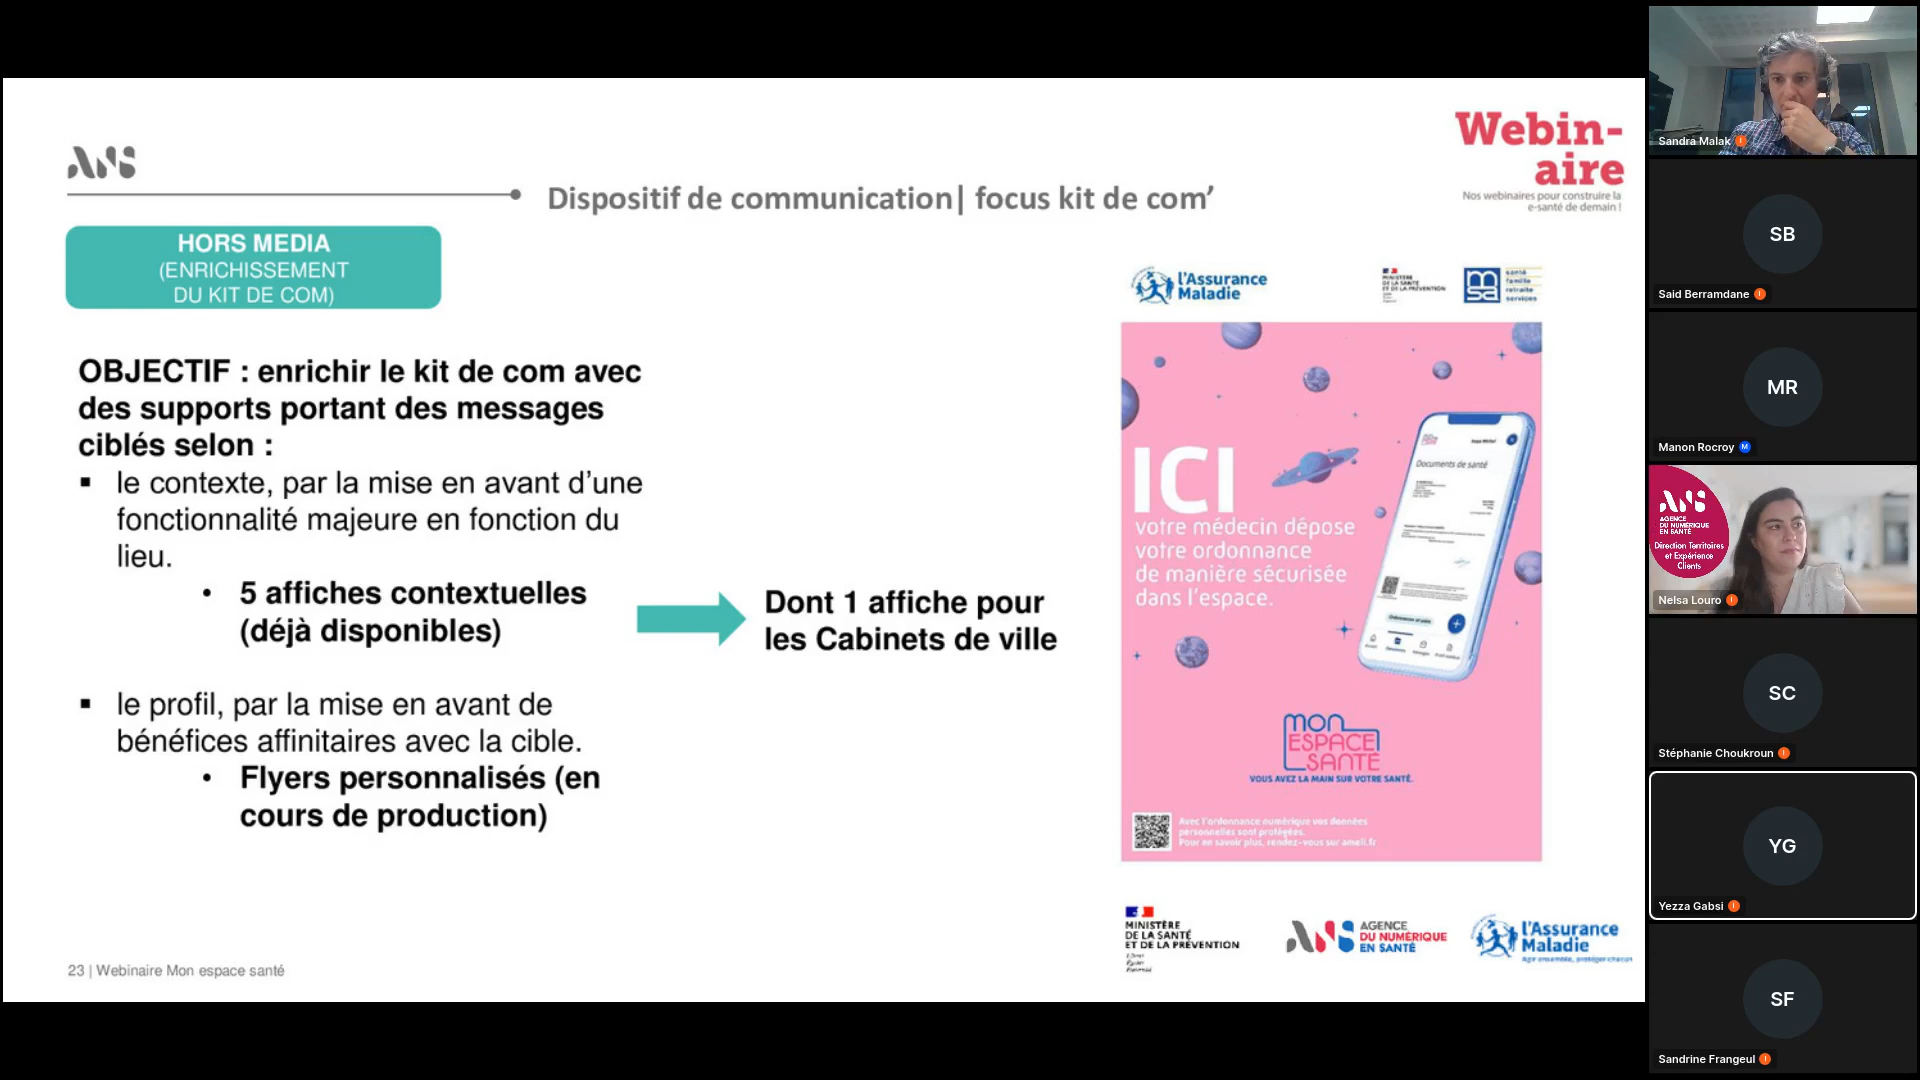 ANS
Webin-
aire
Nos webinaires pour construire la
e-santé de demain !
Dispositif de communication| focus kit de com’
HORS MEDIA
(ENRICHISSEMENT
DU KIT DE COM)
OBJECTIF : enrichir le kit de com avec
des supports portant des messages
ciblés selon :
▪ le contexte, par la mise en avant d’une
fonctionnalité majeure en fonction du
lieu.
• 5 affiches contextuelles
(déjà disponibles)
Dont 1 affiche pour
les Cabinets de ville
▪ le profil, par la mise en avant de
bénéfices affinitaires avec la cible.
• Flyers personnalisés (en
cours de production)
l’Assurance
Maladie
MINISTÈRE
DE LA SANTÉ
ET DE LA PRÉVENTION
msa
santé
famille
retraite
services
ICI
votre médecin dépose
votre ordonnance
de manière sécurisée
dans l’espace.
Documents de santé
mon
ESPACE
SANTÉ
VOUS AVEZ LA MAIN SUR VOTRE SANTÉ.
Avec l’ordonnance numérique vos données
personnelles sont protégées.
Pour en savoir plus, rendez-vous sur ameli.fr
MINISTÈRE
DE LA SANTÉ
ET DE LA PRÉVENTION
ANS
AGENCE
DU NUMÉRIQUE
EN SANTÉ
l’Assurance
Maladie
Agir ensemble, protéger chacun
23 | Webinaire Mon espace santé
Sandra Malak
SB
Said Berramdane
MR
Manon Rocroy
M
ANS
AGENCE
DU NUMÉRIQUE
EN SANTÉ
Direction Territoires
et Expérience
Clients
Nelsa Louro
SC
Stéphanie Choukroun
YG
Yezza Gabsi
SF
Sandrine Frangeul